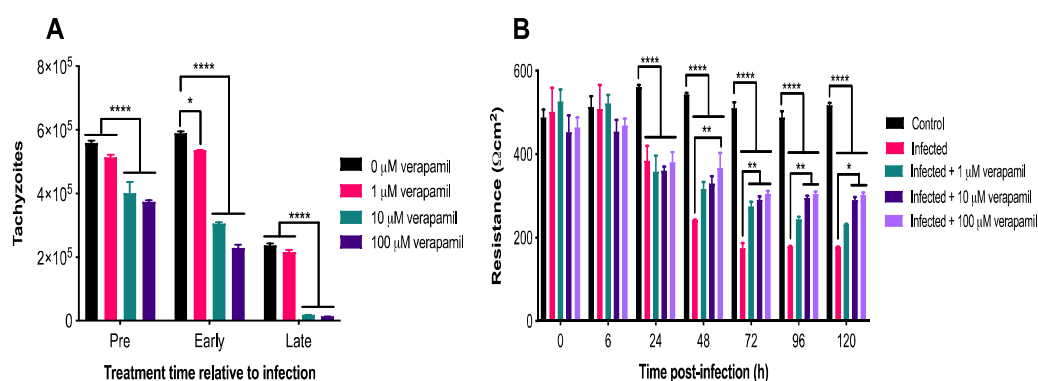 A
8×10⁵
6×10⁵
4×10⁵
2×10⁵
0
Tachyzoites
****
****
*
****
Pre
Early
Late
Treatment time relative to infection
0 μM verapamil
1 μM verapamil
10 μM verapamil
100 μM verapamil
B
600
400
200
0
Resistance (Ωcm²)
****
****
**
****
**
****
**
****
*
0
6
24
48
72
96
120
Time post-infection (h)
Control
Infected
Infected + 1 μM verapamil
Infected + 10 μM verapamil
Infected + 100 μM verapamil